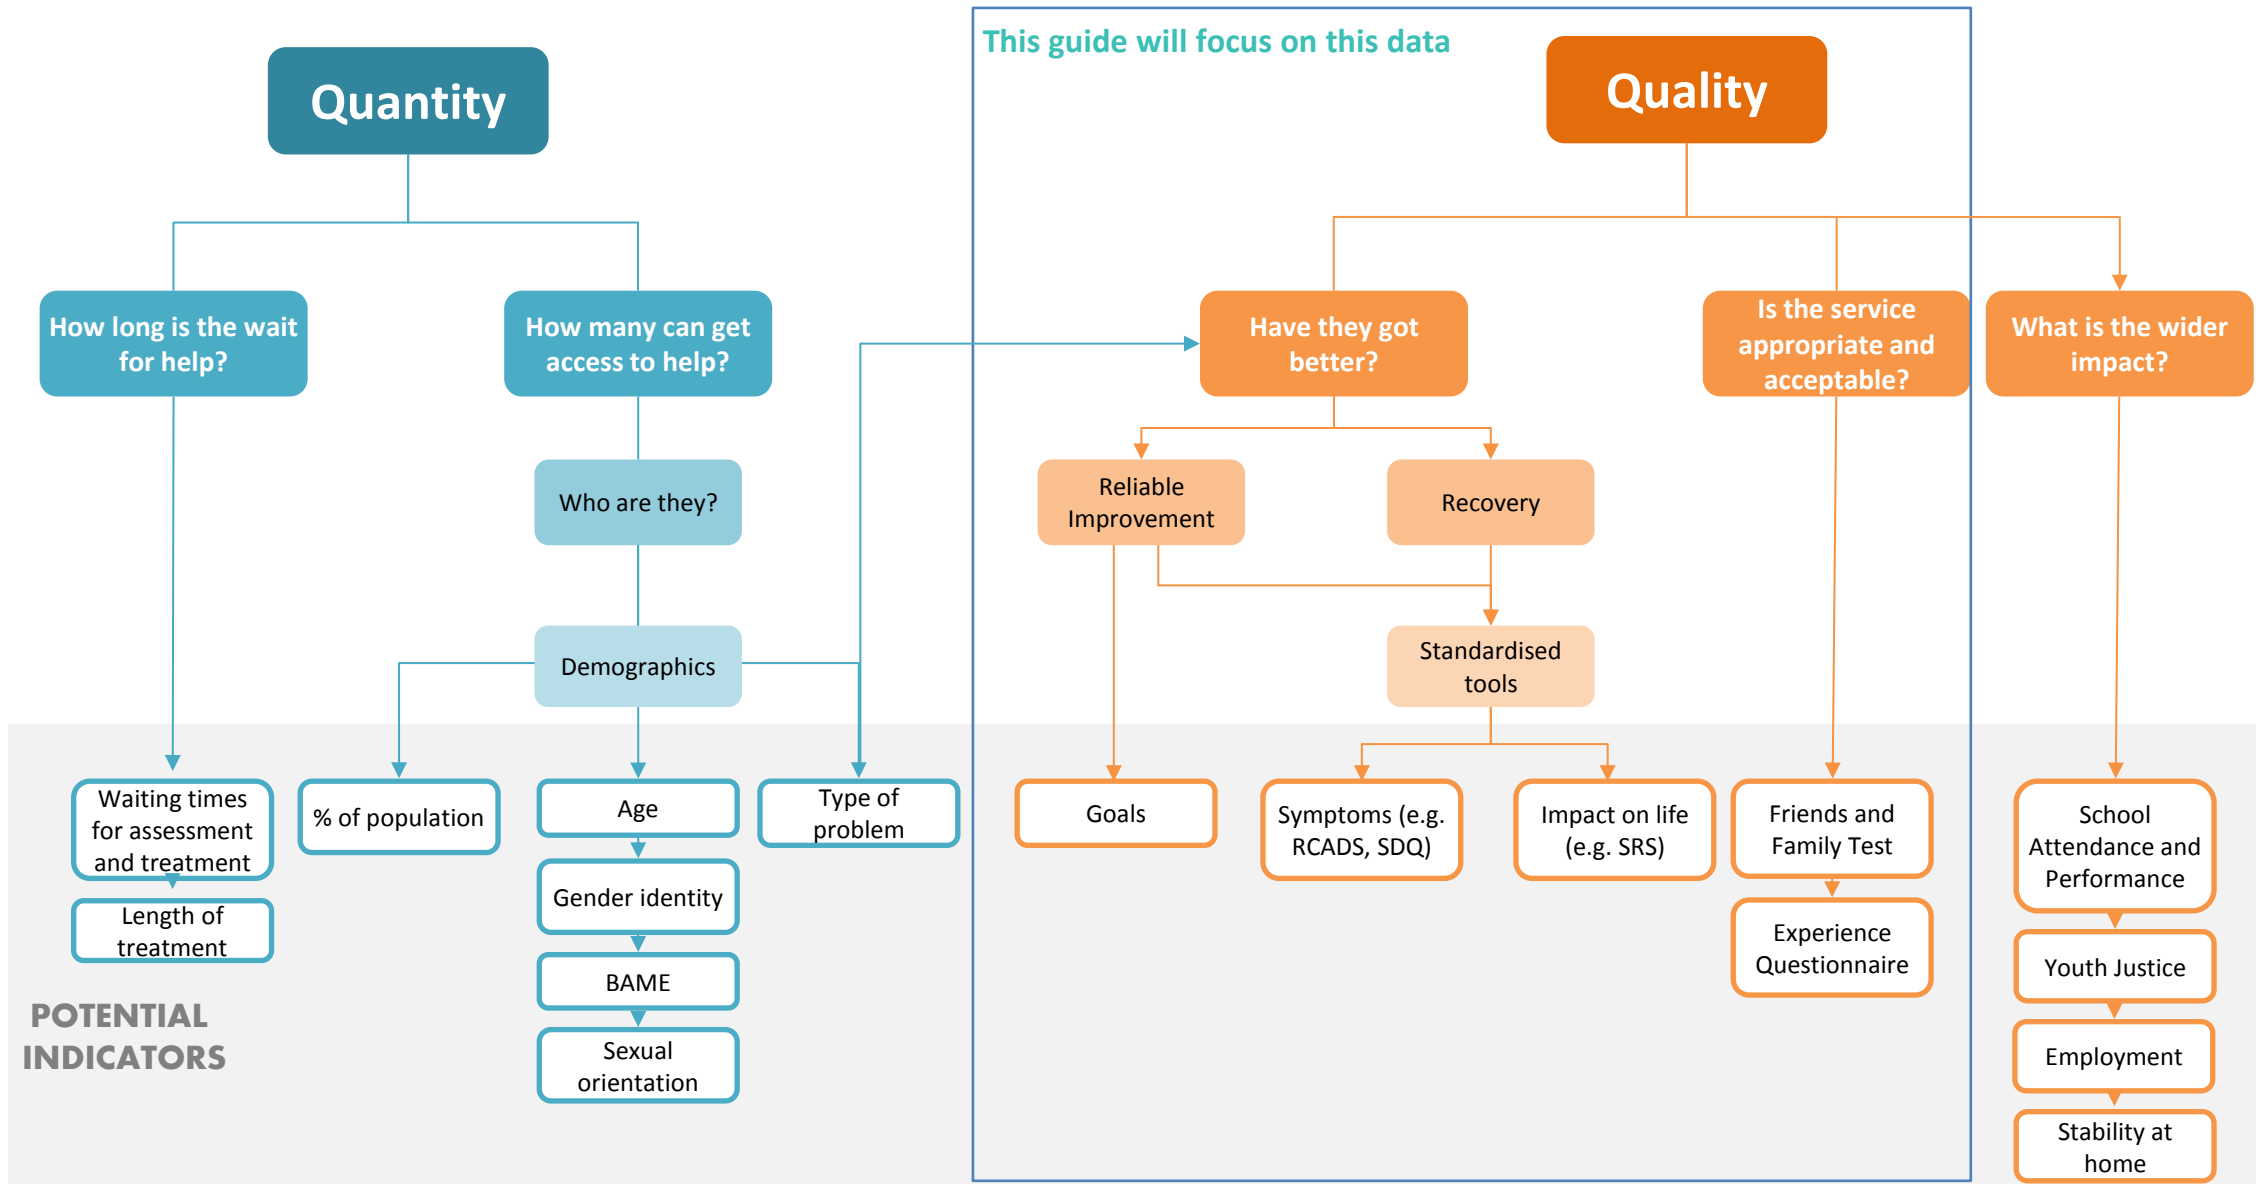 This guide will focus on this data
Quantity
Quality
How long is the wait
for help?
How many can get
access to help?
Have they got
better?
Is the service
appropriate and
acceptable?
What is the wider
impact?
Who are they?
Reliable
Improvement
Recovery
Demographics
Standardised
tools
Waiting times
for assessment
and treatment
Length of
treatment
% of population
Age
Gender identity
BAME
Sexual
orientation
Type of
problem
Goals
Symptoms (e.g.
RCADS, SDQ)
Impact on life
(e.g. SRS)
Friends and
Family Test
Experience
Questionnaire
School
Attendance and
Performance
Youth Justice
Employment
Stability at
home
POTENTIAL
INDICATORS